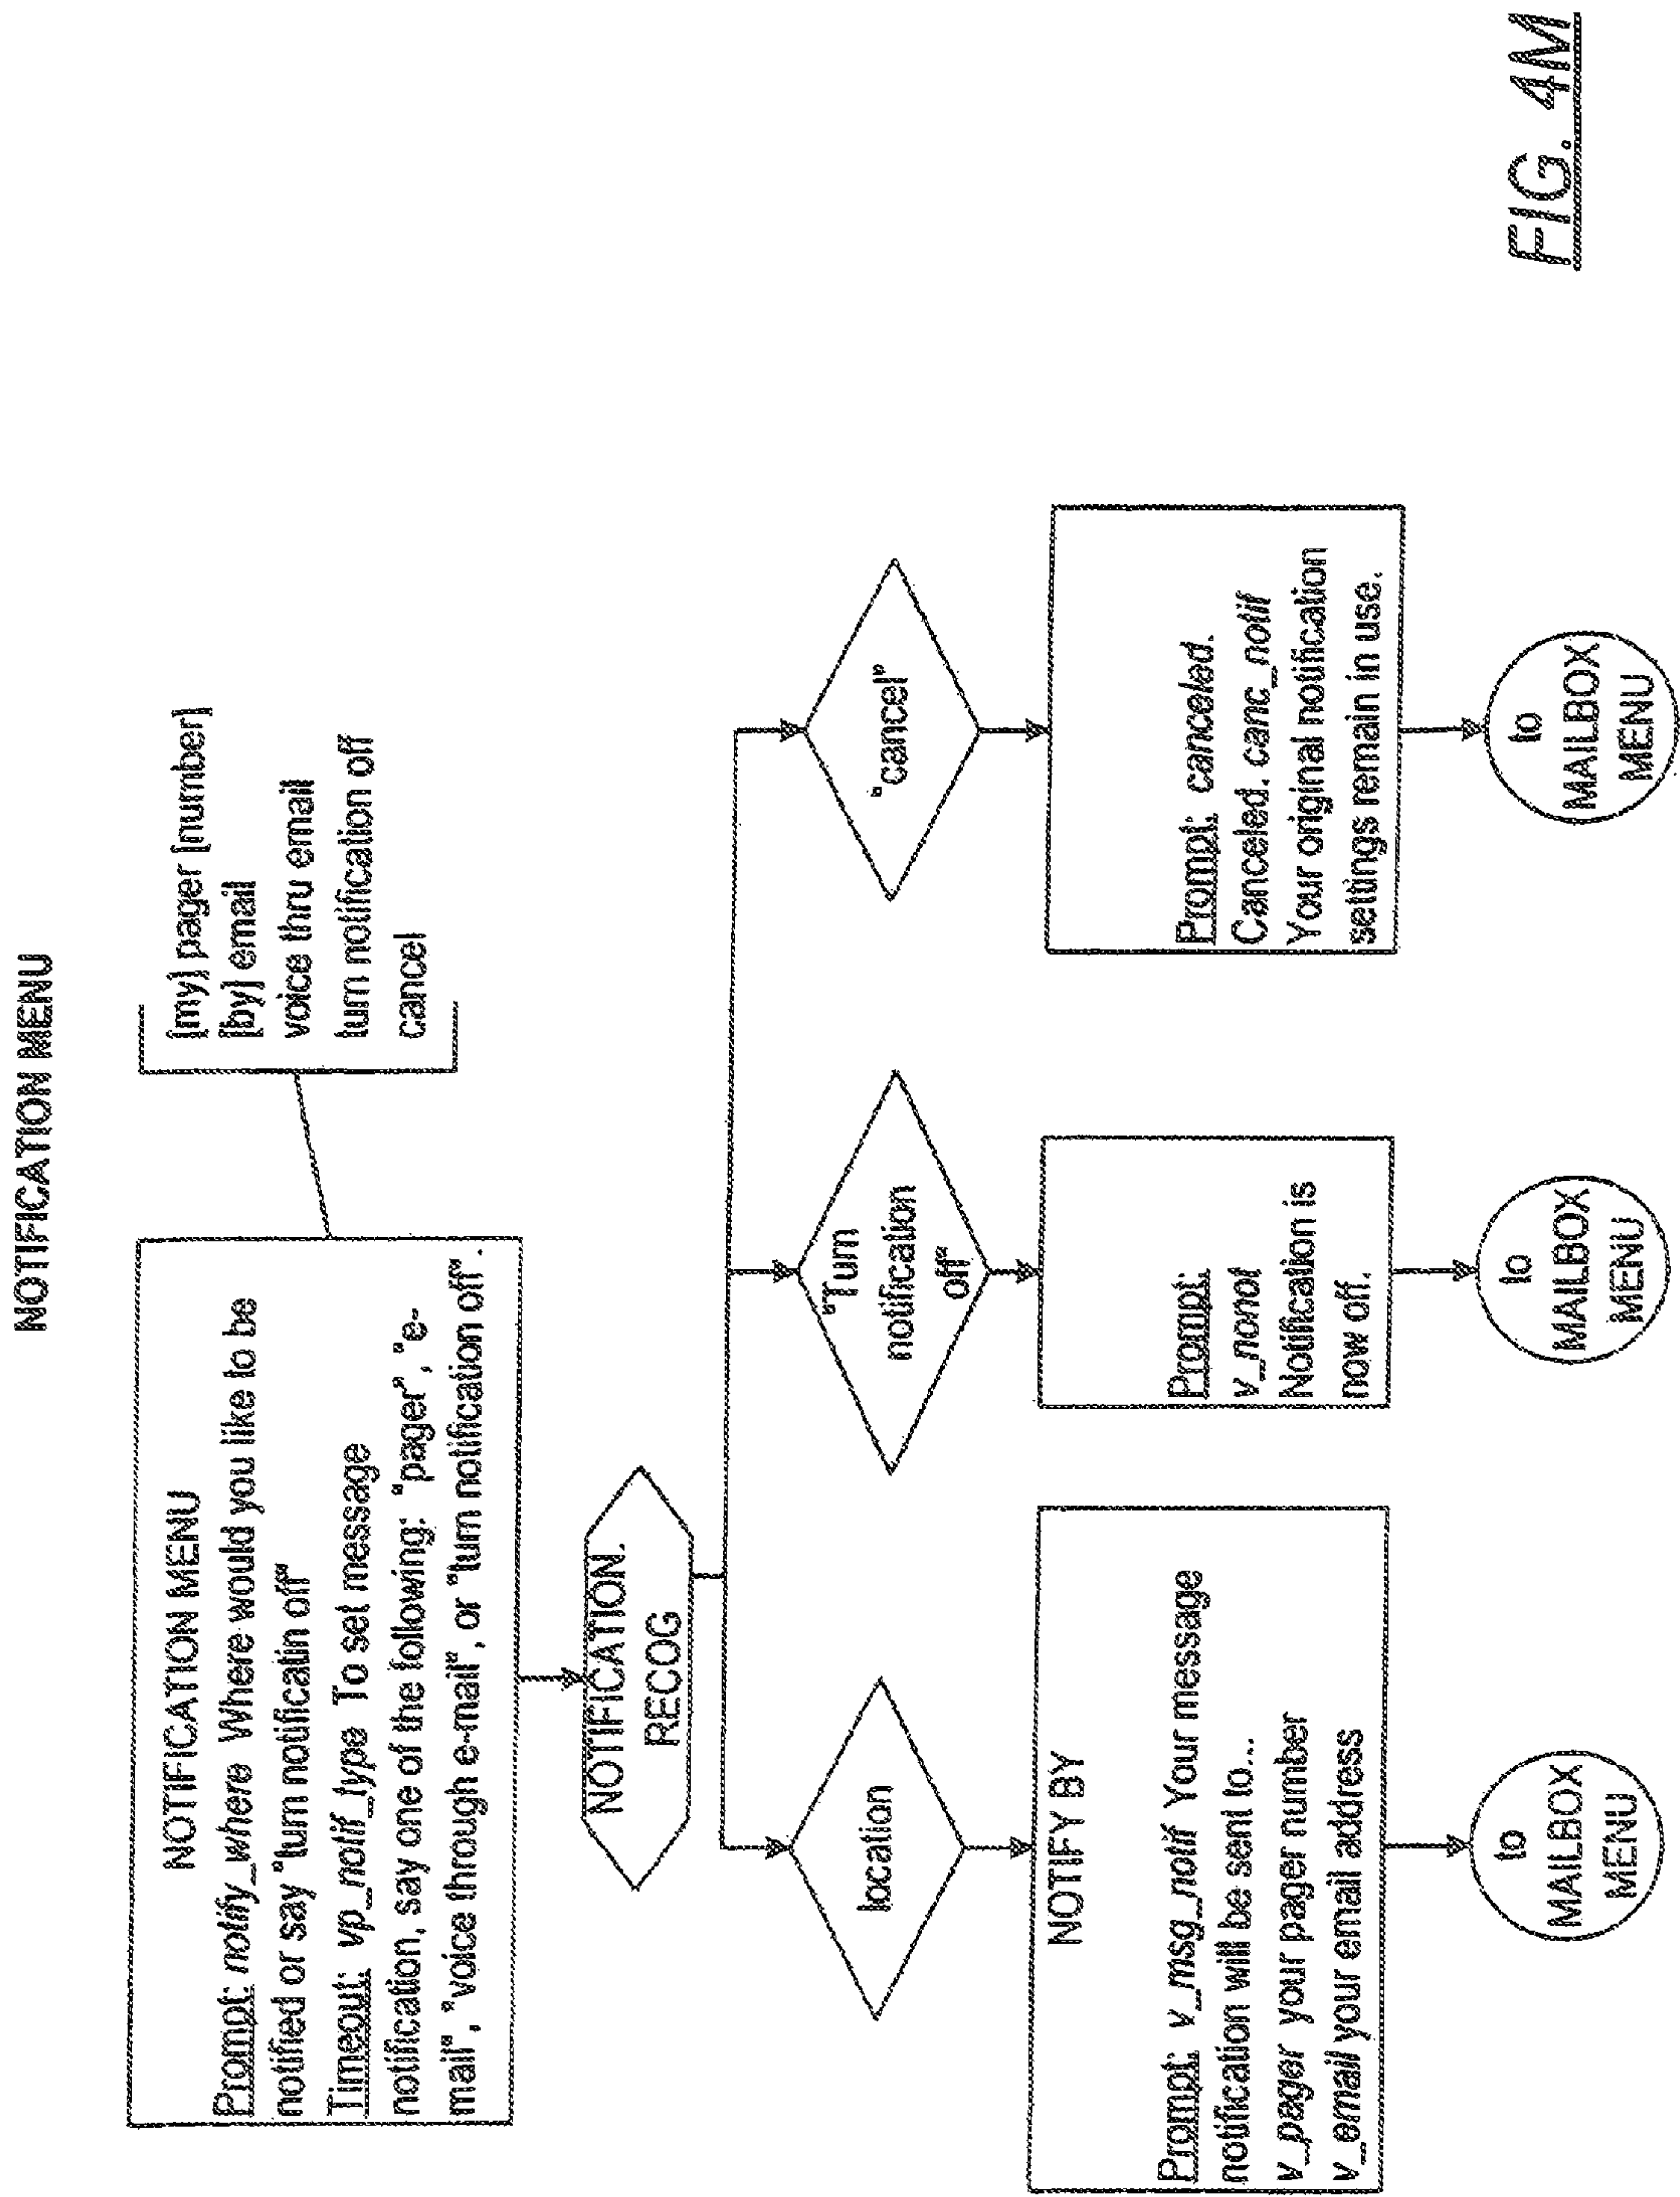 NOTIFICATION MENU
NOTIFICATION MENU
Prompt: notify_where Where would you like to be
notified or say "turn notificatin off"
Timeout: vp_notif_type To set message
notification, say one of the following: "pager", "e-
mail", "voice through e-mail", or "turn notification off".
[my] pager [number]
[by] email
voice thru email
turn notification off
cancel
NOTIFICATION.
RECOG
location
"Turn
notification
off"
"cancel"
NOTIFY BY
Prompt: v_msg_notif Your message
notification will be sent to...
v_pager your pager number
v_email your email address
Prompt:
v_nonot
Notification is
now off.
Prompt: canceled.
Canceled. canc_notif
Your original notification
settings remain in use.
to
MAILBOX
MENU
to
MAILBOX
MENU
to
MAILBOX
MENU
FIG. 4M